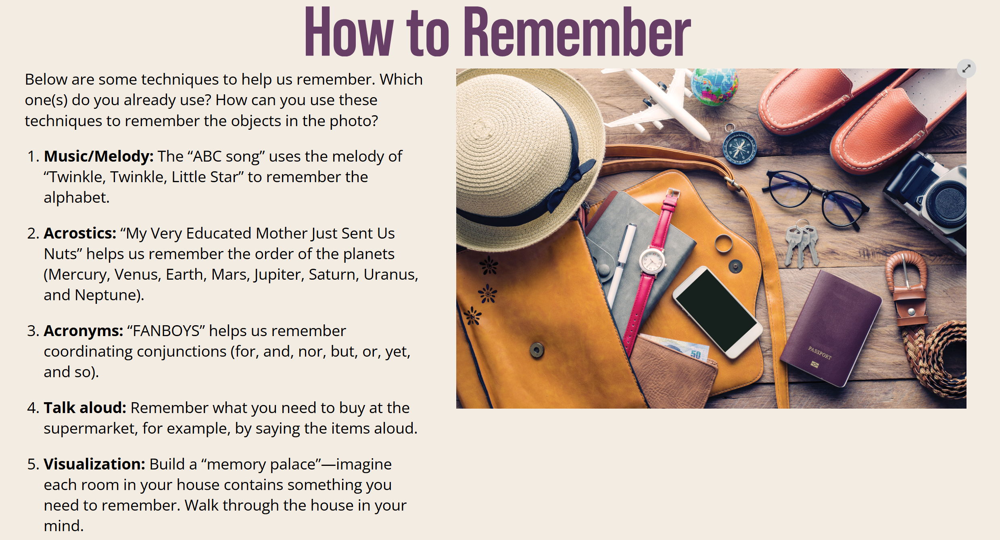 How to Remember
Below are some techniques to help us remember. Which
one(s) do you already use? How can you use these
techniques to remember the objects in the photo?
1. Music/Melody: The “ABC song” uses the melody of
“Twinkle, Twinkle, Little Star” to remember the
alphabet.
2. Acrostics: “My Very Educated Mother Just Sent Us
Nuts” helps us remember the order of the planets
(Mercury, Venus, Earth, Mars, Jupiter, Saturn, Uranus,
and Neptune).
3. Acronyms: “FANBOYS” helps us remember
coordinating conjunctions (for, and, nor, but, or, yet,
and so).
4. Talk aloud: Remember what you need to buy at the
supermarket, for example, by saying the items aloud.
5. Visualization: Build a “memory palace”—imagine
each room in your house contains something you
need to remember. Walk through the house in your
mind.
N
E
S
W
50
PASSPORT